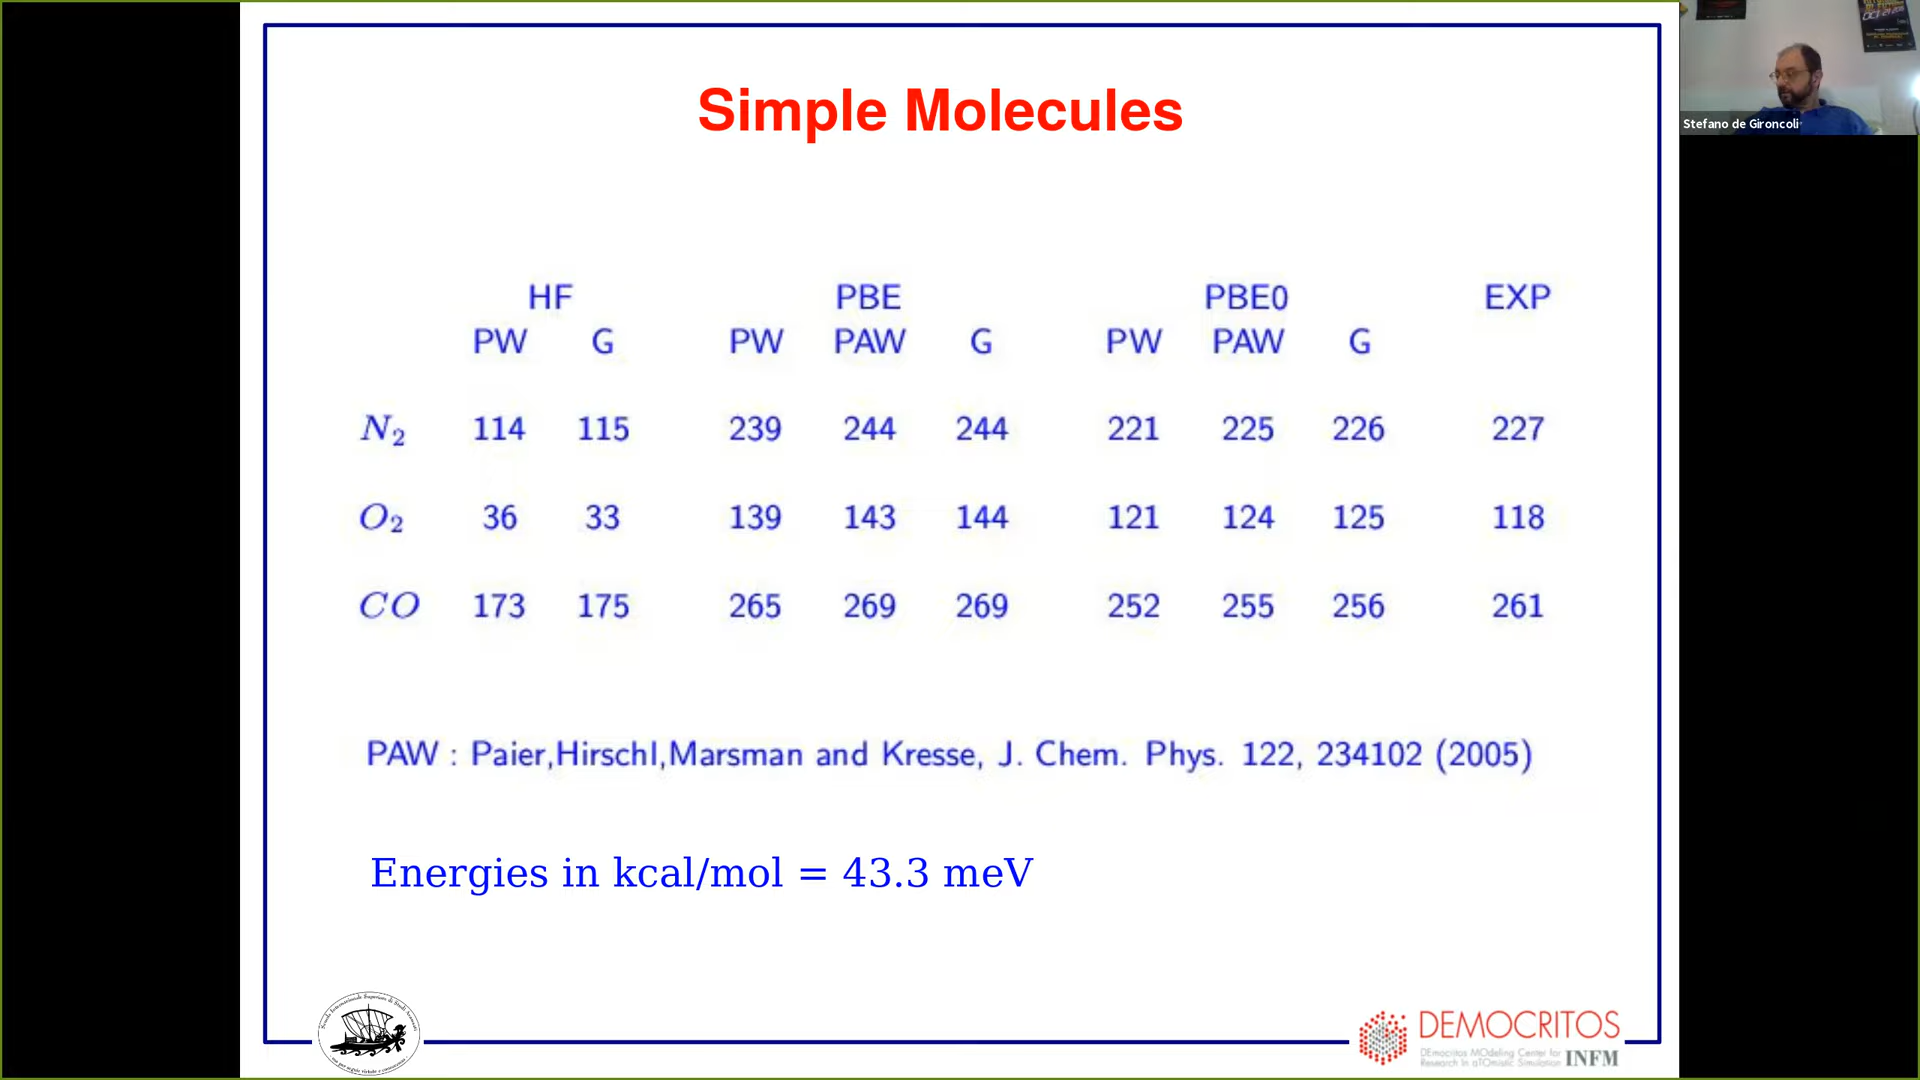 Simple Molecules
HF PBE PBE0 EXP
PW G PW PAW G PW PAW G
N2 114 115 239 244 244 221 225 226 227
O2 36 33 139 143 144 121 124 125 118
CO 173 175 265 269 269 252 255 256 261
PAW : Paier,Hirschl,Marsman and Kresse, J. Chem. Phys. 122, 234102 (2005)
Energies in kcal/mol = 43.3 meV
DEMOCRITOS
DEmocritos MOdeling Center for
Research In aTOmistic Simulation INFM
Stefano de Gironcoli